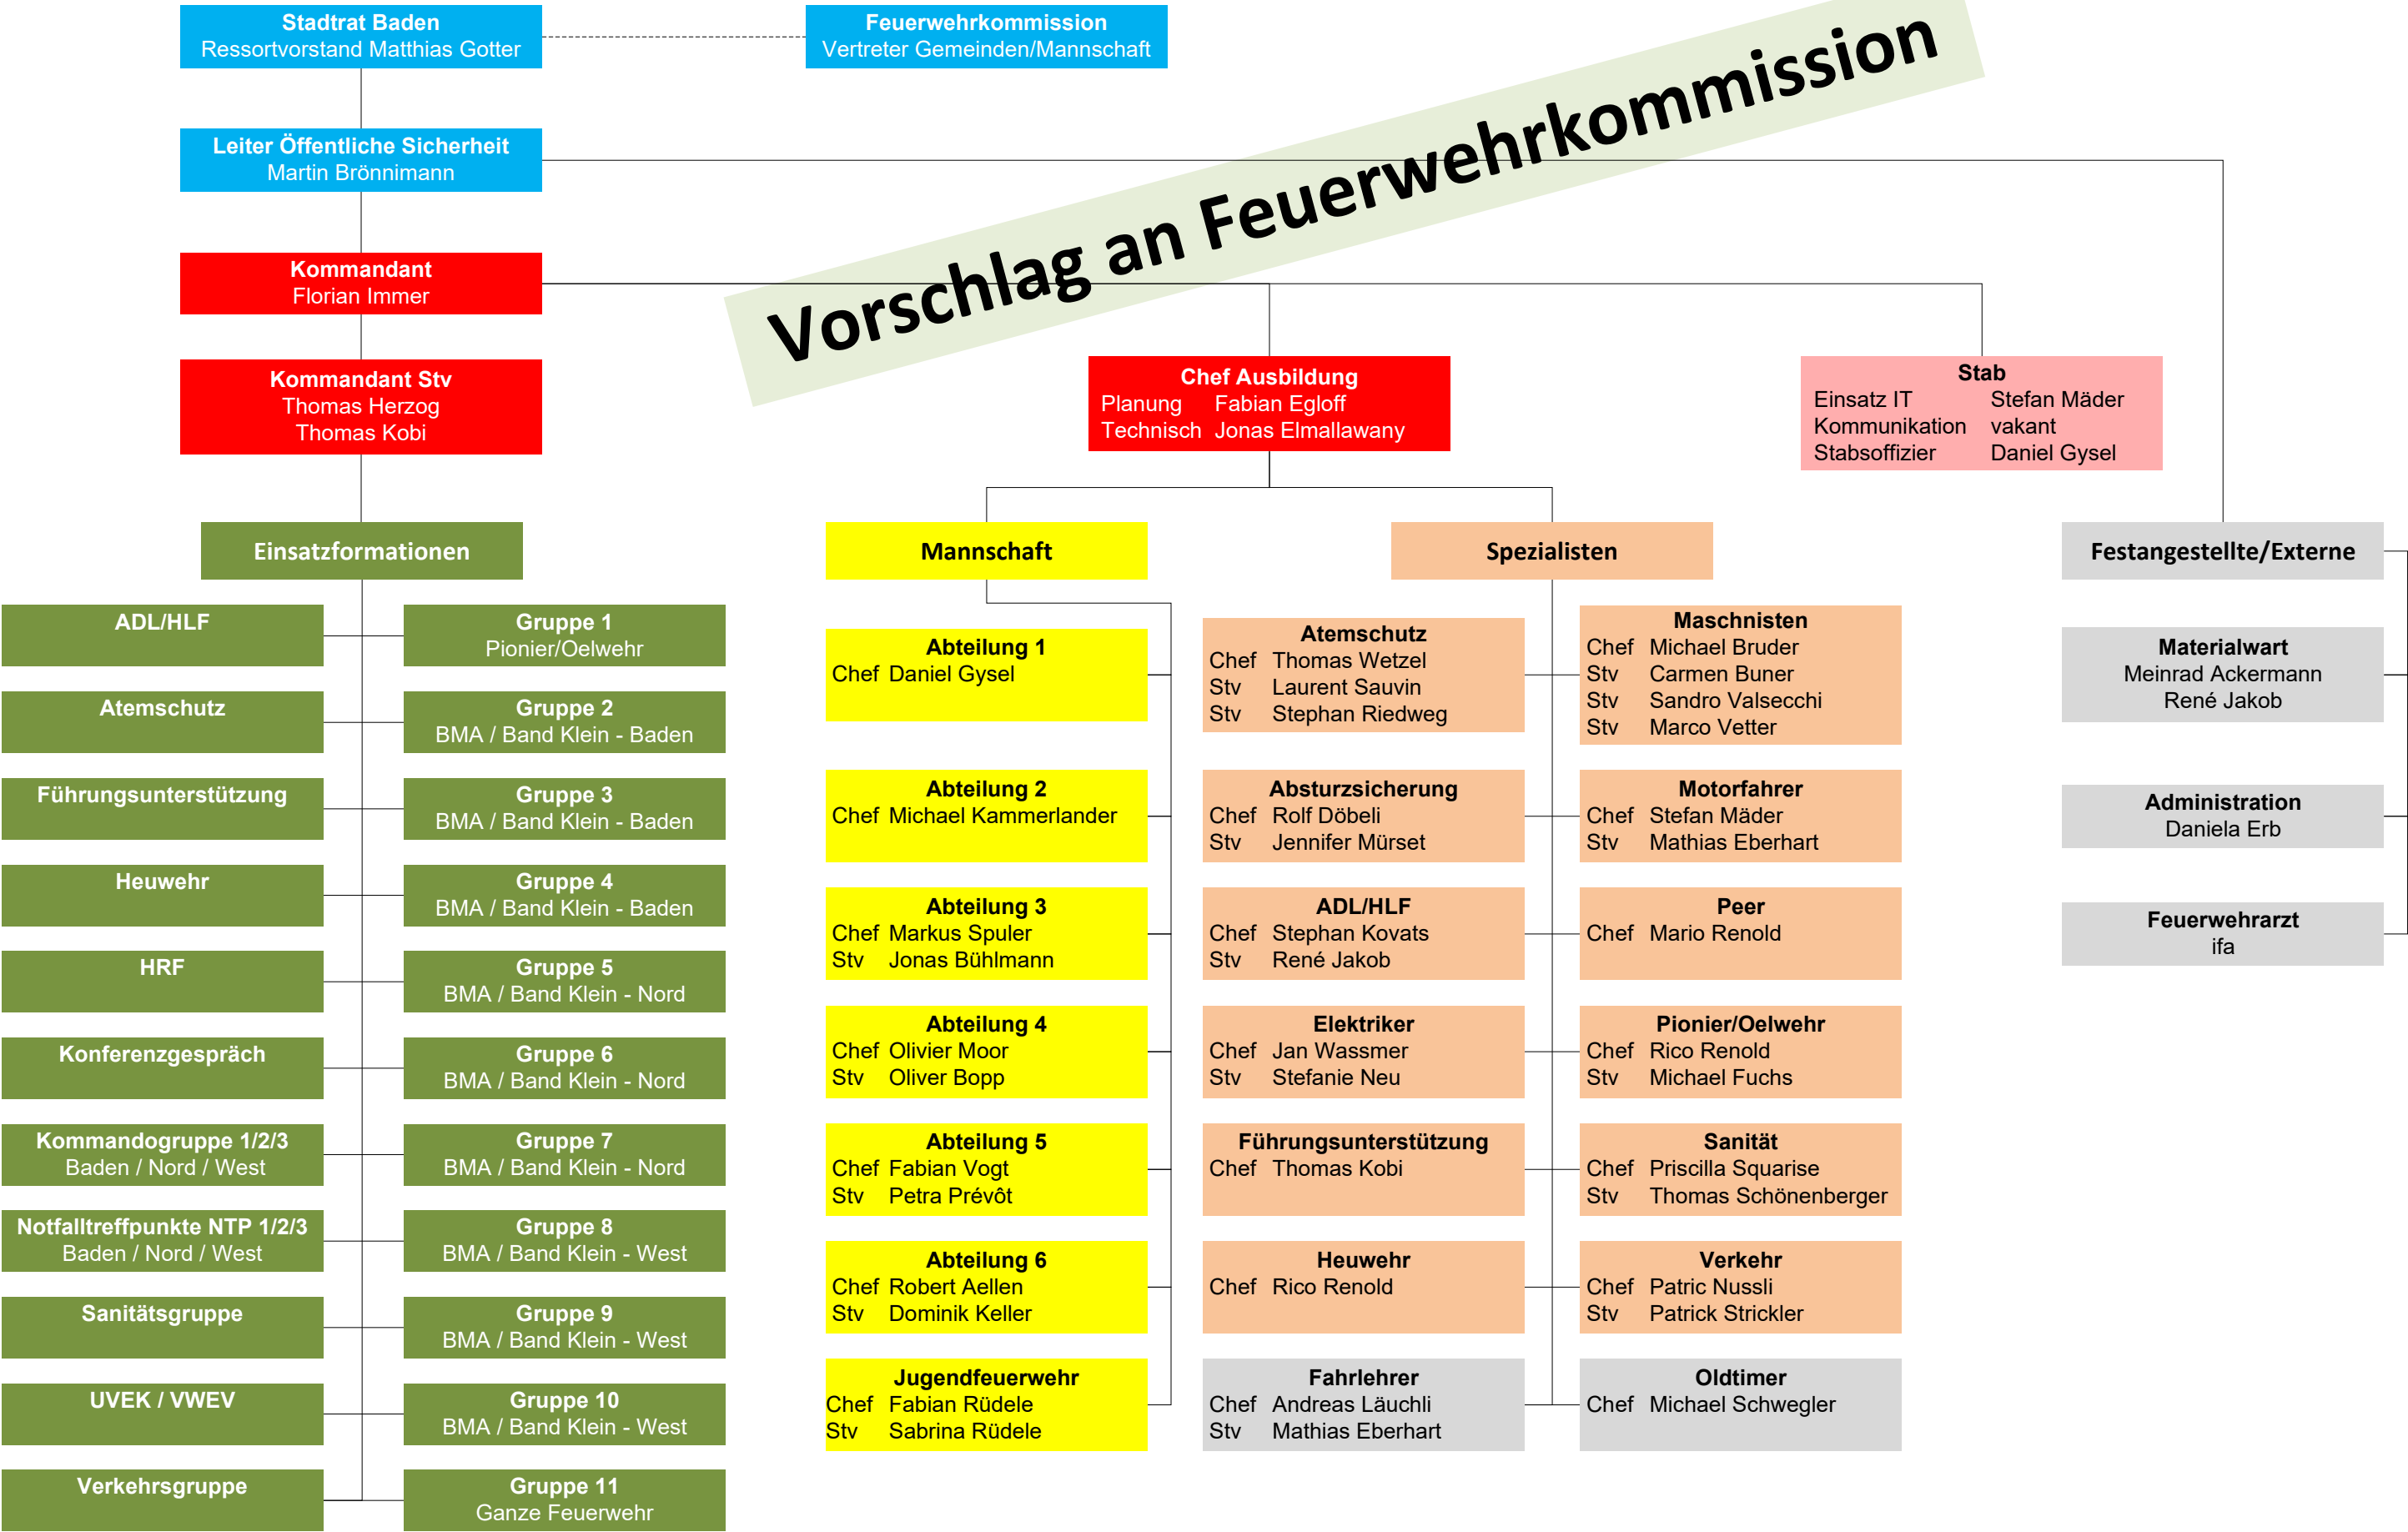 Stadtrat Baden
Ressortvorstand Matthias Gotter
Feuerwehrkommission
Vertreter Gemeinden/Mannschaft
Vorschlag an Feuerwehrkommission
Leiter Öffentliche Sicherheit
Martin Brönnimann
Kommandant
Florian Immer
Kommandant Stv
Thomas Herzog
Thomas Kobi
Chef Ausbildung
Planung Fabian Egloff
Technisch Jonas Elmallawany
Stab
Einsatz IT Stefan Mäder
Kommunikation vakant
Stabsoffizier Daniel Gysel
Einsatzformationen
ADL/HLF
Gruppe 1
Pionier/Oelwehr
Atemschutz
Gruppe 2
BMA / Band Klein - Baden
Führungsunterstützung
Gruppe 3
BMA / Band Klein - Baden
Heuwehr
Gruppe 4
BMA / Band Klein - Baden
HRF
Gruppe 5
BMA / Band Klein - Nord
Konferenzgespräch
Gruppe 6
BMA / Band Klein - Nord
Kommandogruppe 1/2/3
Baden / Nord / West
Gruppe 7
BMA / Band Klein - Nord
Notfalltreffpunkte NTP 1/2/3
Baden / Nord / West
Gruppe 8
BMA / Band Klein - West
Sanitätsgruppe
Gruppe 9
BMA / Band Klein - West
UVEK / VWEV
Gruppe 10
BMA / Band Klein - West
Verkehrsgruppe
Gruppe 11
Ganze Feuerwehr
Mannschaft
Abteilung 1
Chef Daniel Gysel
Abteilung 2
Chef Michael Kammerlander
Abteilung 3
Chef Markus Spuler
Stv Jonas Bühlmann
Abteilung 4
Chef Olivier Moor
Stv Oliver Bopp
Abteilung 5
Chef Fabian Vogt
Stv Petra Prévôt
Abteilung 6
Chef Robert Aellen
Stv Dominik Keller
Jugendfeuerwehr
Chef Fabian Rüdele
Stv Sabrina Rüdele
Spezialisten
Atemschutz
Chef Thomas Wetzel
Stv Laurent Sauvin
Stv Stephan Riedweg
Maschnisten
Chef Michael Bruder
Stv Carmen Buner
Stv Sandro Valsecchi
Stv Marco Vetter
Absturzsicherung
Chef Rolf Döbeli
Stv Jennifer Mürset
Motorfahrer
Chef Stefan Mäder
Stv Mathias Eberhart
ADL/HLF
Chef Stephan Kovats
Stv René Jakob
Peer
Chef Mario Renold
Elektriker
Chef Jan Wassmer
Stv Stefanie Neu
Pionier/Oelwehr
Chef Rico Renold
Stv Michael Fuchs
Führungsunterstützung
Chef Thomas Kobi
Sanität
Chef Priscilla Squarise
Stv Thomas Schönenberger
Heuwehr
Chef Rico Renold
Verkehr
Chef Patric Nussli
Stv Patrick Strickler
Fahrlehrer
Chef Andreas Läuchli
Stv Mathias Eberhart
Oldtimer
Chef Michael Schwegler
Festangestellte/Externe
Materialwart
Meinrad Ackermann
René Jakob
Administration
Daniela Erb
Feuerwehrarzt
ifa